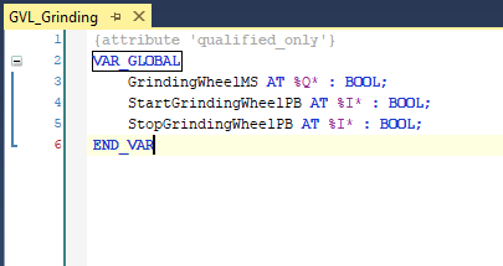 GVL_Grinding
1 {attribute 'qualified_only'}
2 VAR_GLOBAL
3 GrindingWheelMS AT %Q* : BOOL;
4 StartGrindingWheelPB AT %I* : BOOL;
5 StopGrindingWheelPB AT %I* : BOOL;
6 END_VAR